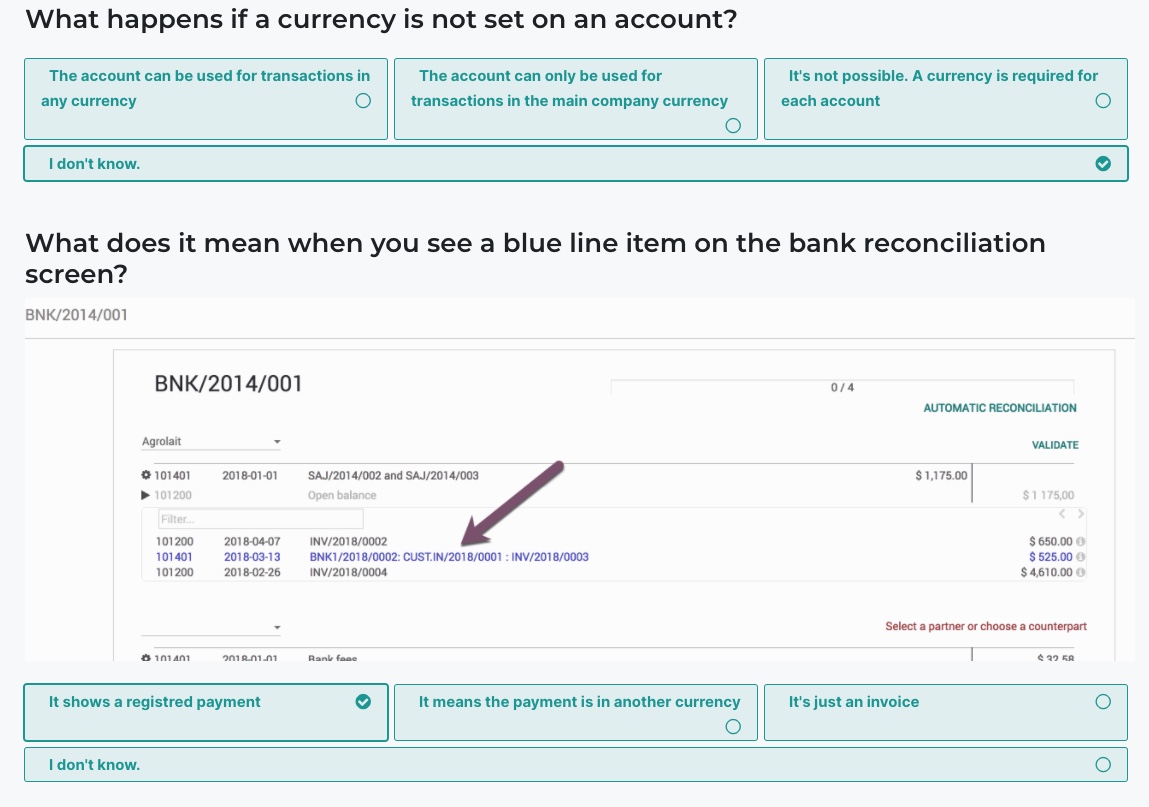 What happens if a currency is not set on an account?
The account can be used for transactions in
any currency
The account can only be used for
transactions in the main company currency
It's not possible. A currency is required for
each account
I don't know.
What does it mean when you see a blue line item on the bank reconciliation
screen?
BNK/2014/001
BNK/2014/001
0 / 4
AUTOMATIC RECONCILIATION
Agrolait
VALIDATE
101401 2018-01-01 SAJ/2014/002 and SAJ/2014/003 $ 1,175.00
101200 Open balance $ 1 175,00
Filter...
101200 2018-04-07 INV/2018/0002 $ 650.00
101401 2018-03-13 BNK1/2018/0002: CUST.IN/2018/0001 : INV/2018/0003 $ 525.00
101200 2018-02-26 INV/2018/0004 $ 4,610.00
Select a partner or choose a counterpart
101401 2018-01-01 Bank fees $ 32.58
It shows a registred payment
It means the payment is in another currency
It's just an invoice
I don't know.